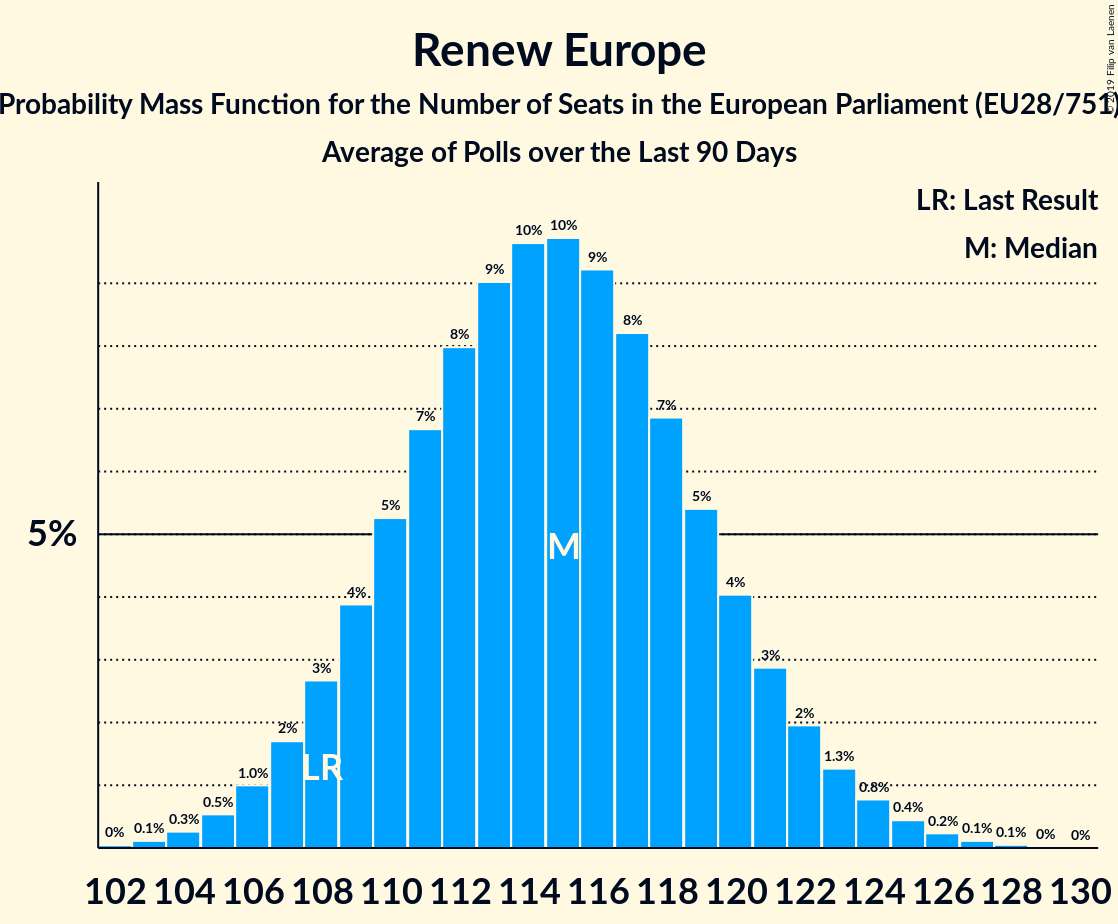 Renew Europe
Probability Mass Function for the Number of Seats in the European Parliament (EU28/751)
Average of Polls over the Last 90 Days
© 2019 Filip van Laenen
LR: Last Result
M: Median
5%
0% 0.1% 0.3% 0.5% 1.0% 2% 3% 4% 5% 7% 8% 9% 10% 10% 9% 8% 7% 5% 4% 3% 2% 1.3% 0.8% 0.4% 0.2% 0.1% 0.1% 0% 0%
LR
M
102 104 106 108 110 112 114 116 118 120 122 124 126 128 130